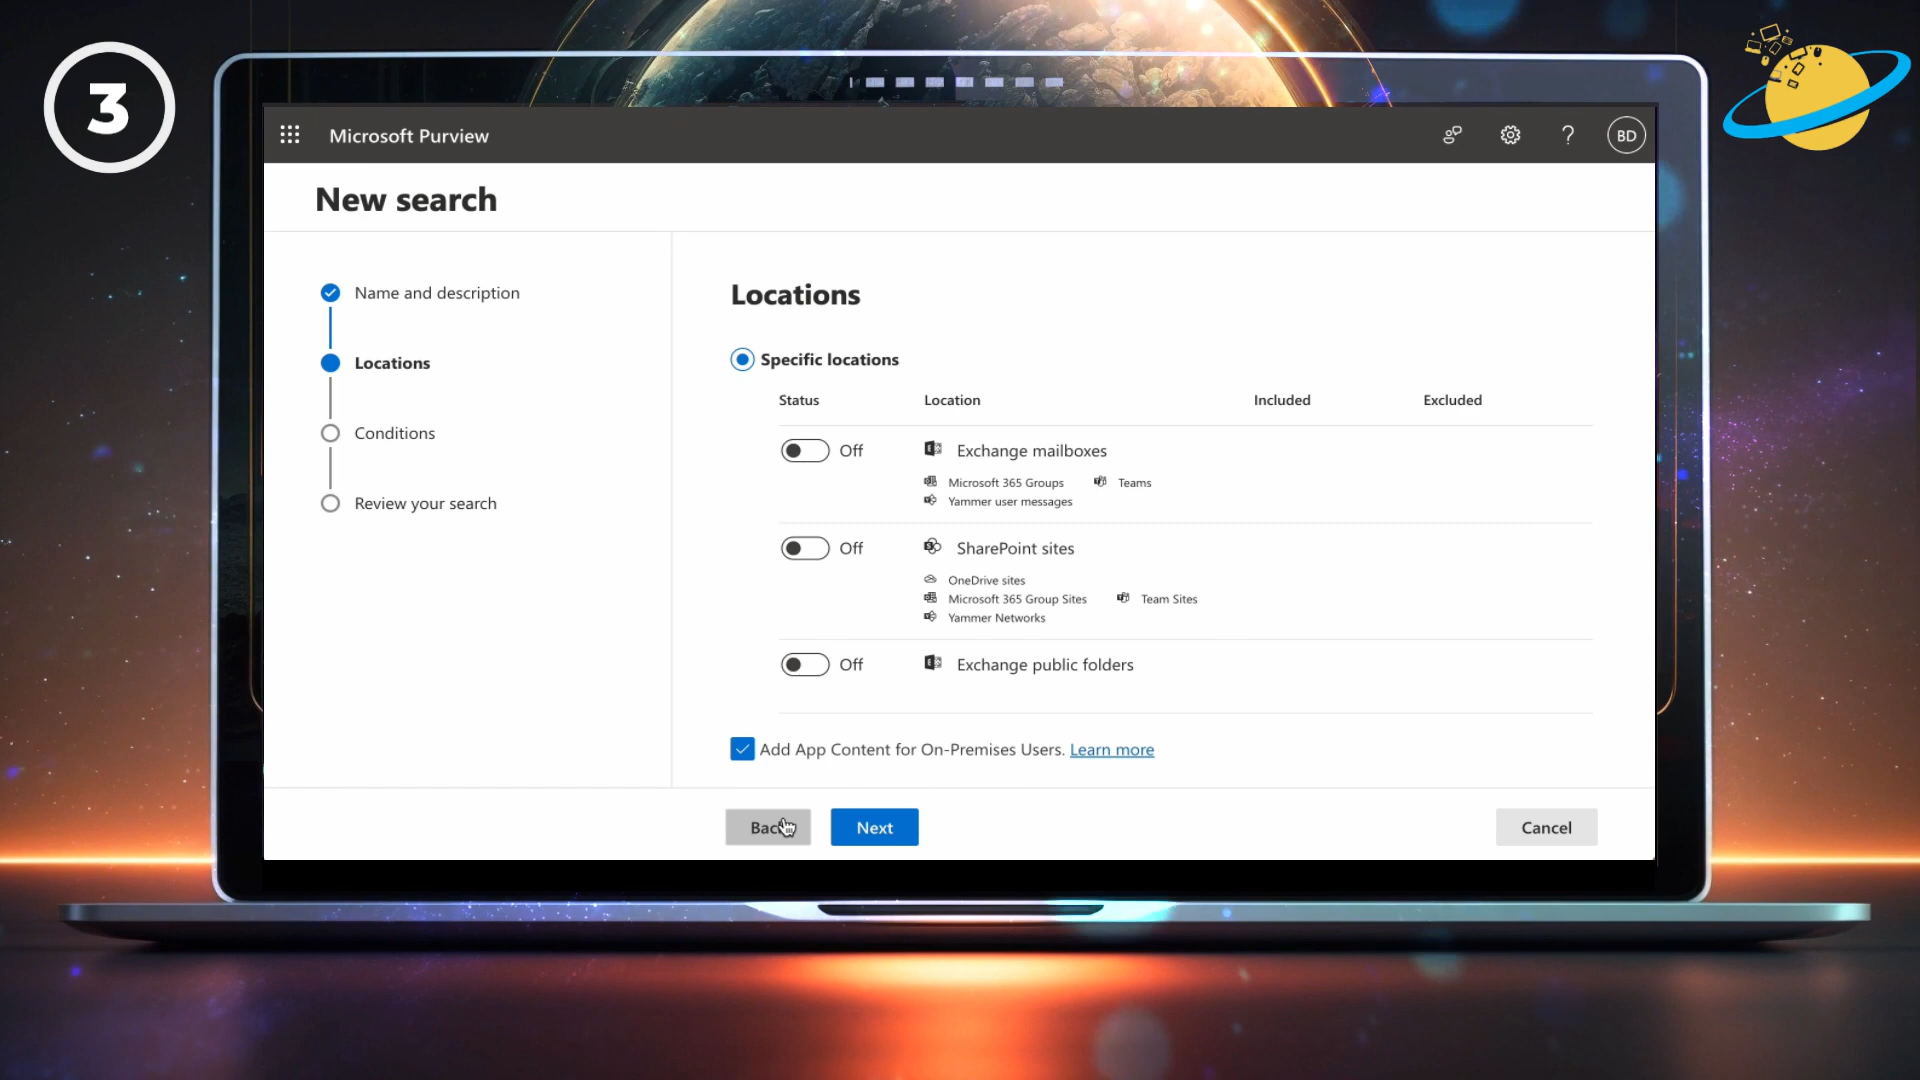 3
Microsoft Purview
BD
New search
Name and description
Locations
Conditions
Review your search
Locations
Specific locations
Status Location Included Excluded
Off Exchange mailboxes
Microsoft 365 Groups Teams
Yammer user messages
Off SharePoint sites
OneDrive sites
Microsoft 365 Group Sites Team Sites
Yammer Networks
Off Exchange public folders
Add App Content for On-Premises Users. Learn more
Back Next Cancel